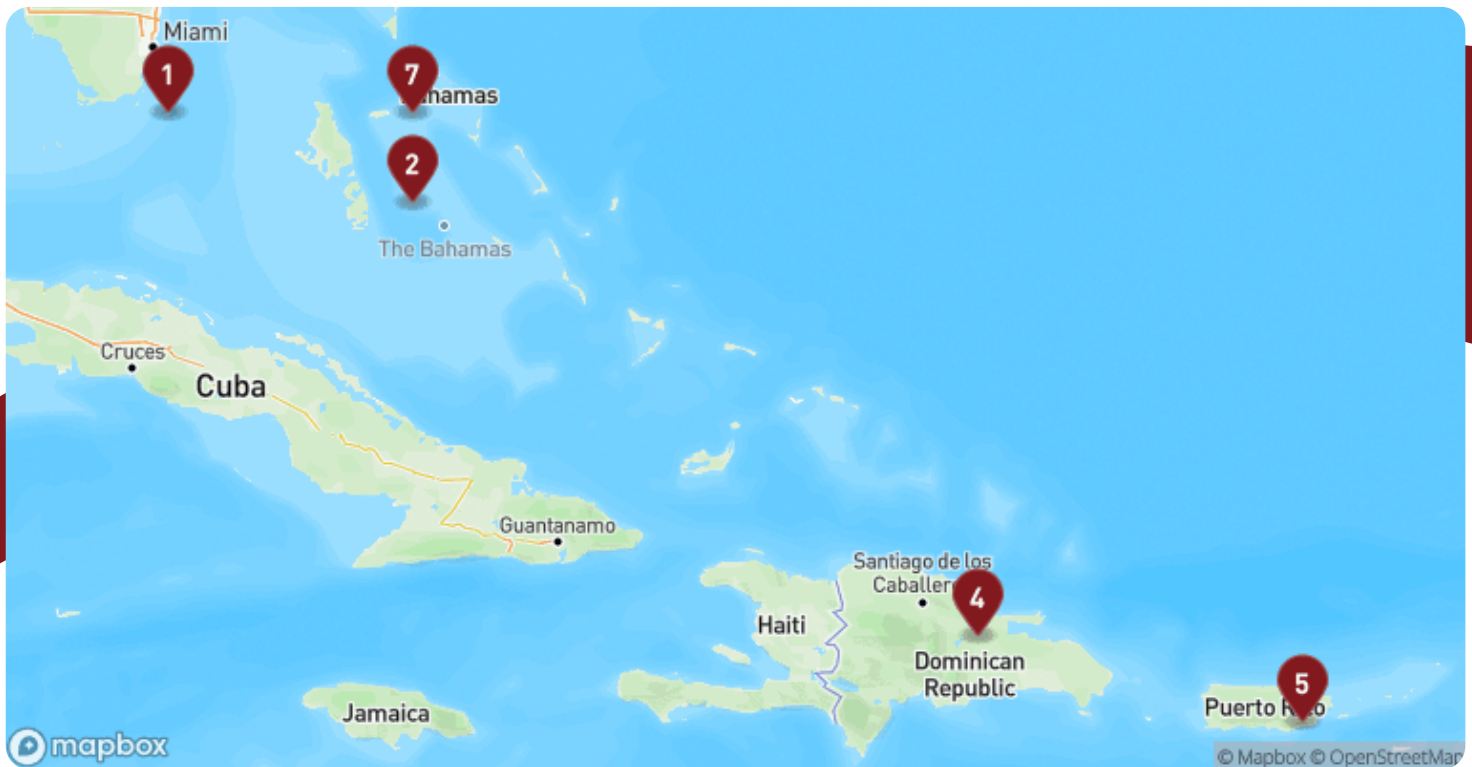 Miami
1
7
Bahamas
2
The Bahamas
Cruces
Cuba
Guantanamo
Santiago de los
Caballer
4
Haiti
Dominican
Republic
5
Puerto Rico
Jamaica
mapbox
© Mapbox © OpenStreetMap